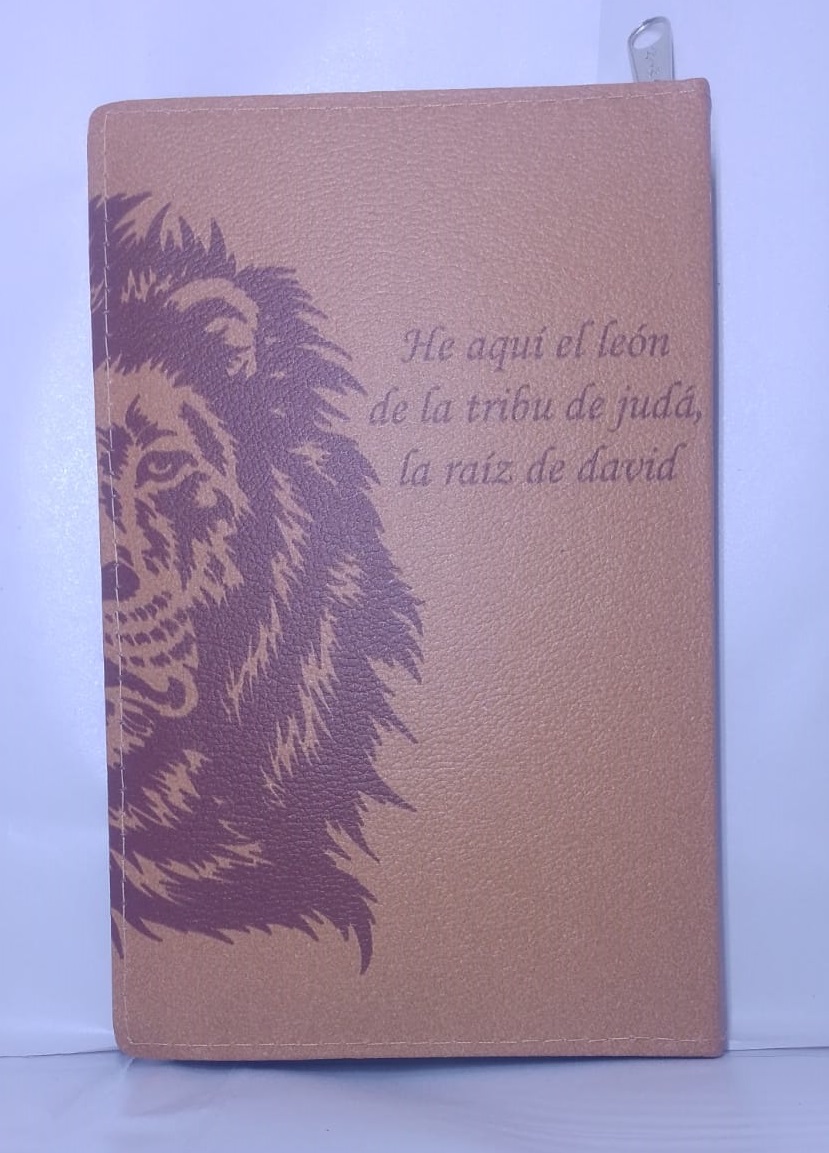 He aquí el león
de la tribu de judá,
la raíz de david